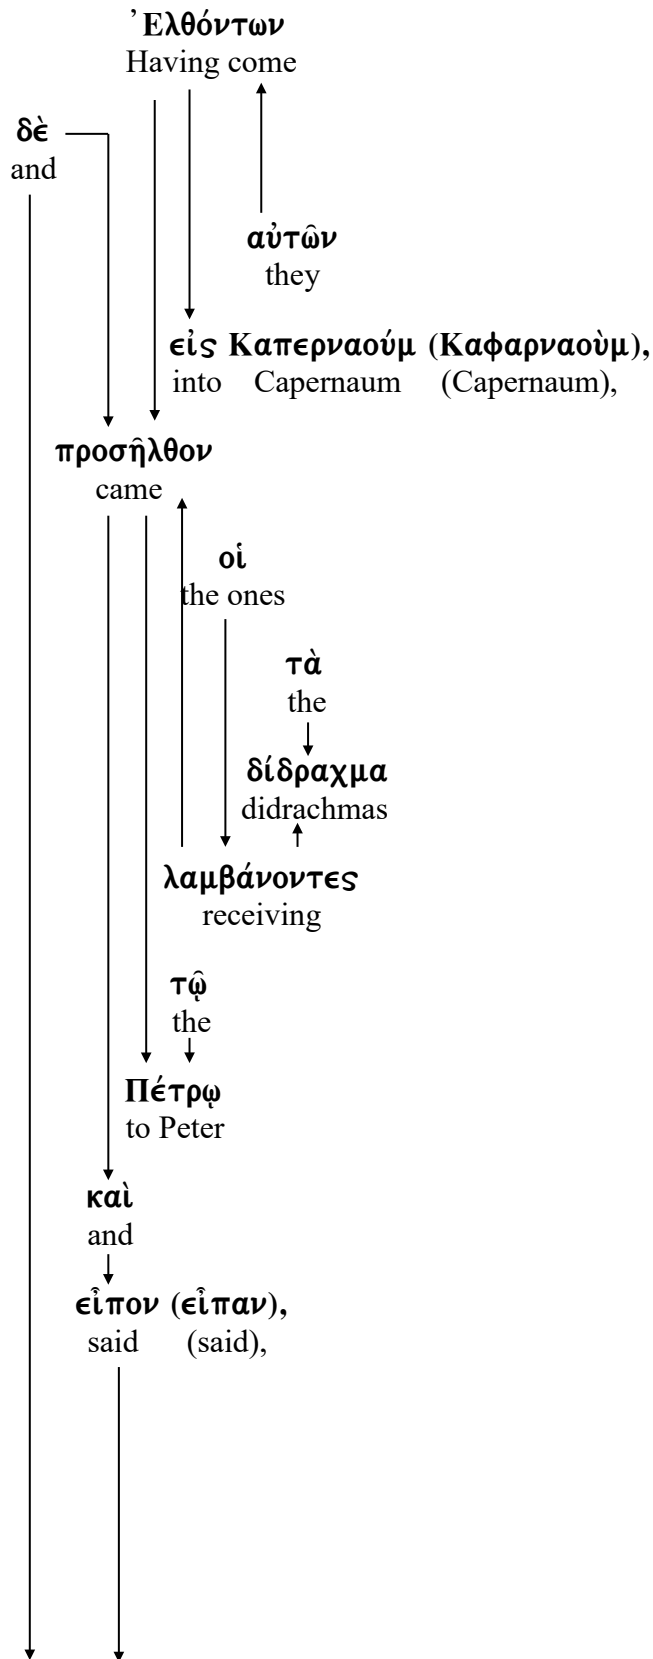 Ἐλθόντων
Having come
δὲ
and
αὐτῶν
they
εἰς Καπερναούμ (Καφαρναοὺμ),
into Capernaum (Capernaum),
προσῆλθον
came
οἱ
the ones
τὰ
the
δίδραχμα
didrachmas
λαμβάνοντες
receiving
τῷ
the
Πέτρῳ
to Peter
καὶ
and
εἶπον (εἶπαν),
said (said),